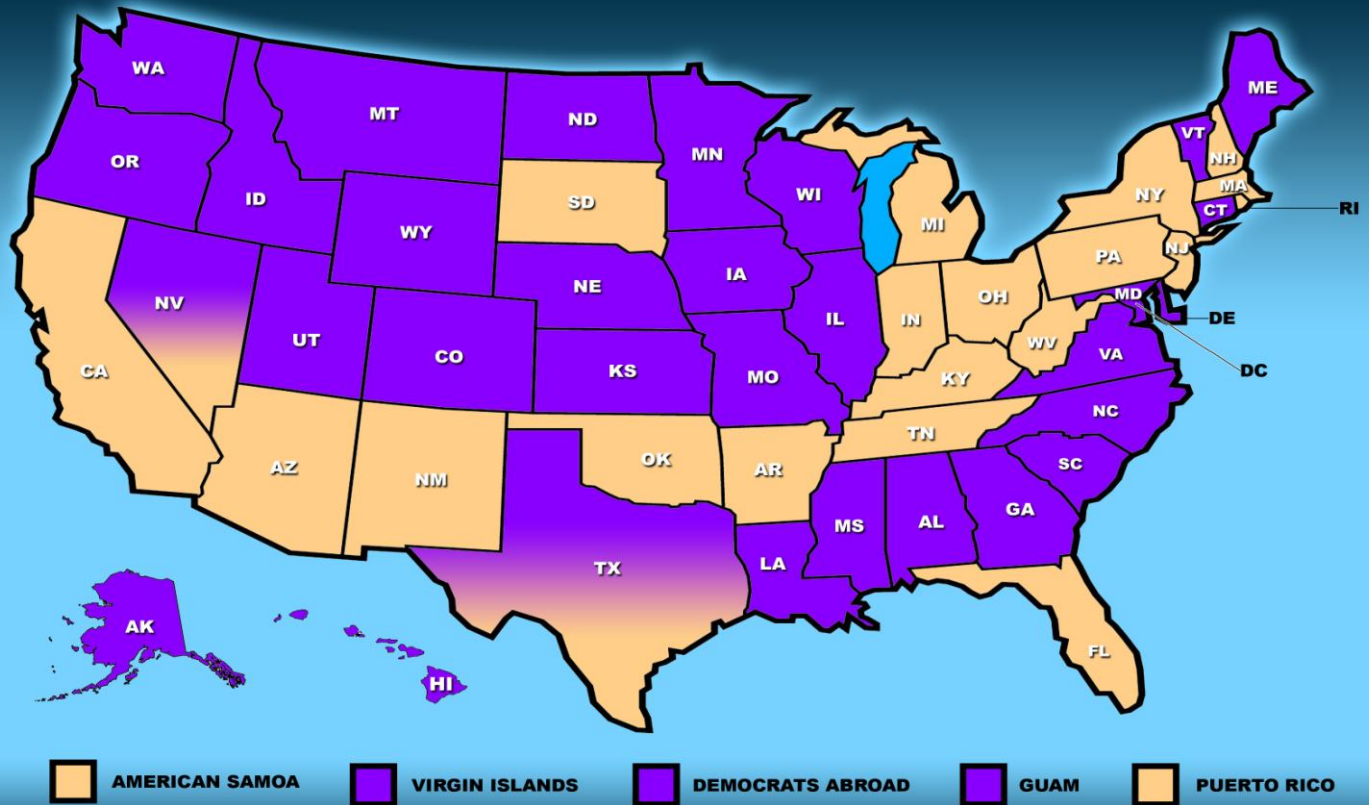 WA
MT
ND
MN
ME
VT
NH
OR
ID
SD
WI
MI
NY
MA
CT
RI
WY
IA
PA
NJ
NV
NE
IL
IN
OH
MD
DE
UT
CO
KS
MO
WV
VA
DC
CA
KY
NC
AZ
NM
OK
AR
TN
SC
TX
LA
MS
AL
GA
AK
HI
FL
AMERICAN SAMOA
VIRGIN ISLANDS
DEMOCRATS ABROAD
GUAM
PUERTO RICO